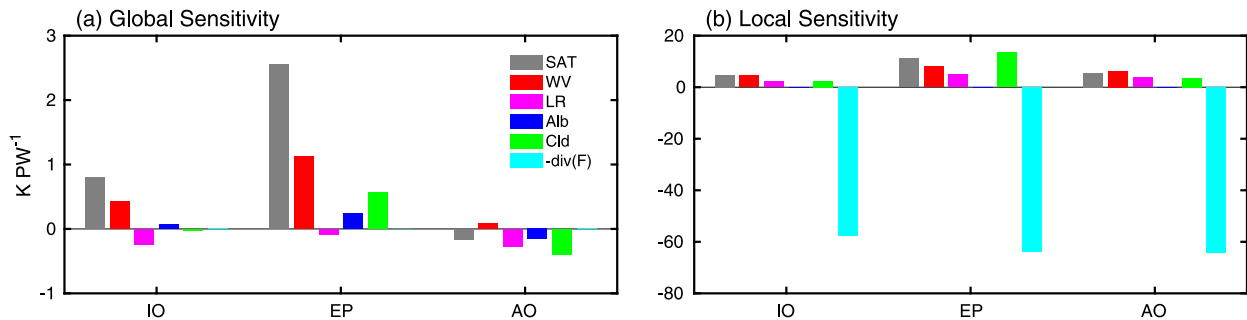 (a) Global Sensitivity
3
2
1
0
-1
K PW⁻¹
SAT
WV
LR
Alb
Cld
-div(F)
IO
EP
AO
(b) Local Sensitivity
20
0
-20
-40
-60
-80
IO
EP
AO